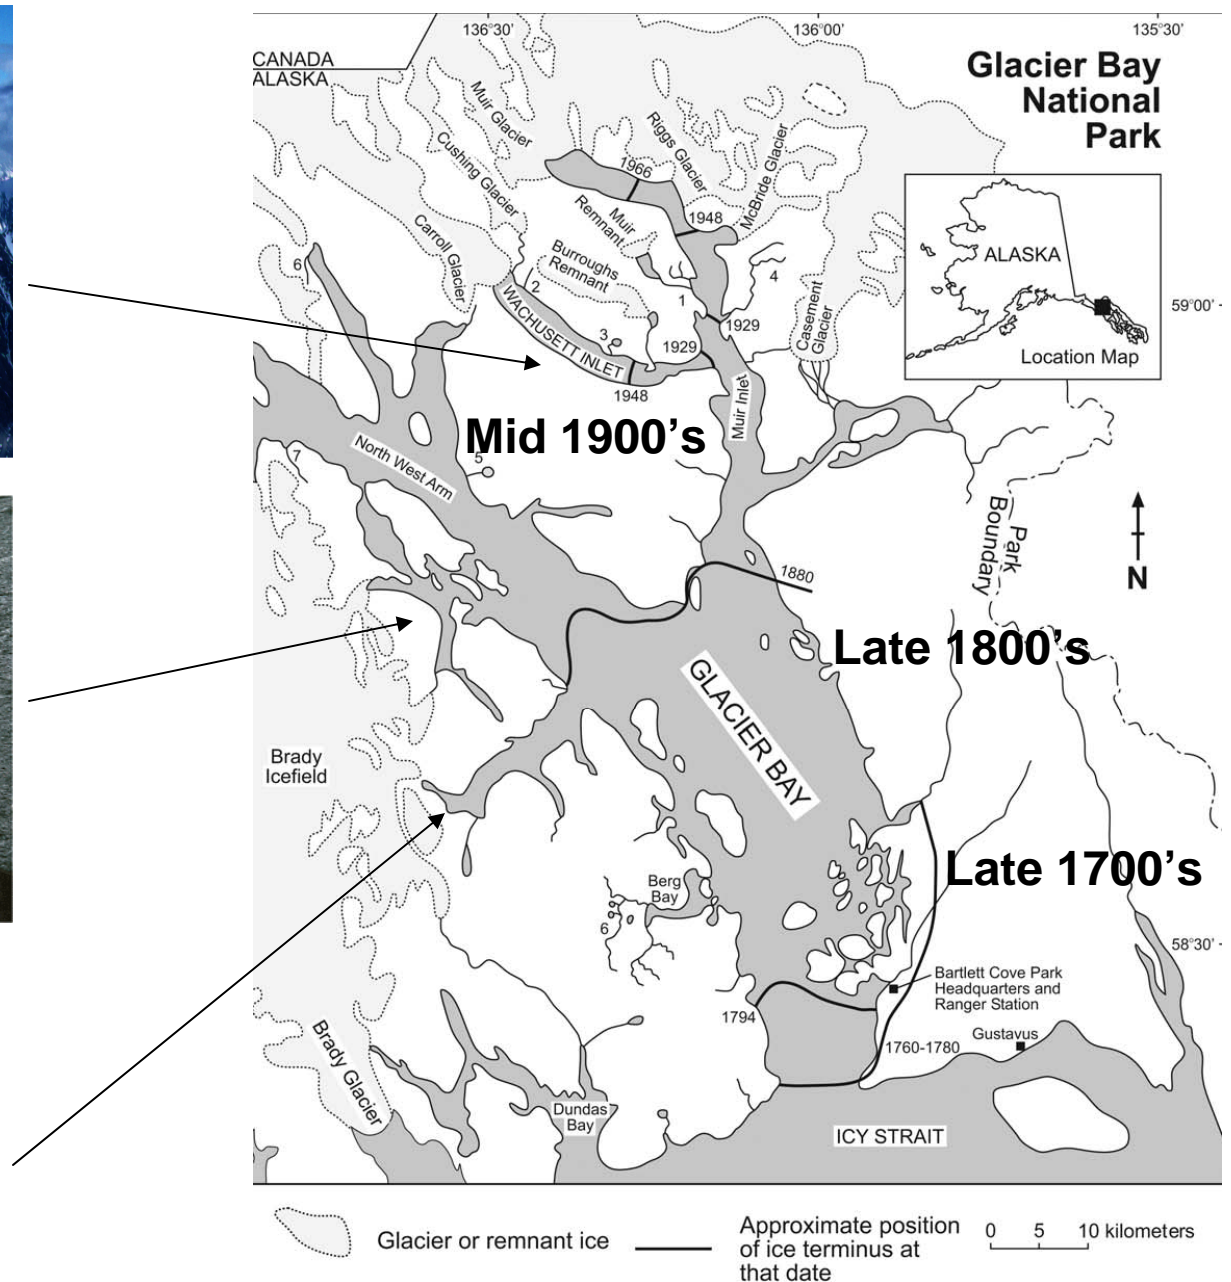 136°30'
136°00'
135°30'
CANADA
ALASKA
Glacier Bay
National
Park
Muir Glacier
Cushing Glacier
Carroll Glacier
Riggs Glacier
McBride Glacier
1966
1948
Muir
Remnant
Burroughs
Remnant
ALASKA
Location Map
59°00'
6
2
1
4
3
WACHUSETT INLET
1929
1929
1948
Casement
Glacier
Muir Inlet
Mid 1900's
North West Arm
5
7
Park
Boundary
N
1880
Late 1800's
GLACIER BAY
Brady
Icefield
Late 1700's
Berg
Bay
6
58°30'
Bartlett Cove Park
Headquarters and
Ranger Station
1794
Gustavus
1760-1780
Brady Glacier
Dundas
Bay
ICY STRAIT
Glacier or remnant ice
Approximate position
of ice terminus at
that date
0 5 10 kilometers